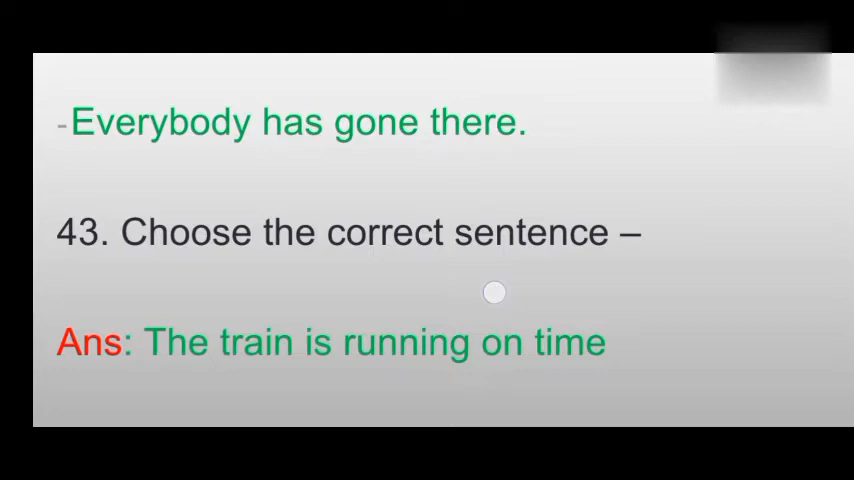 -Everybody has gone there.
43. Choose the correct sentence –
Ans: The train is running on time